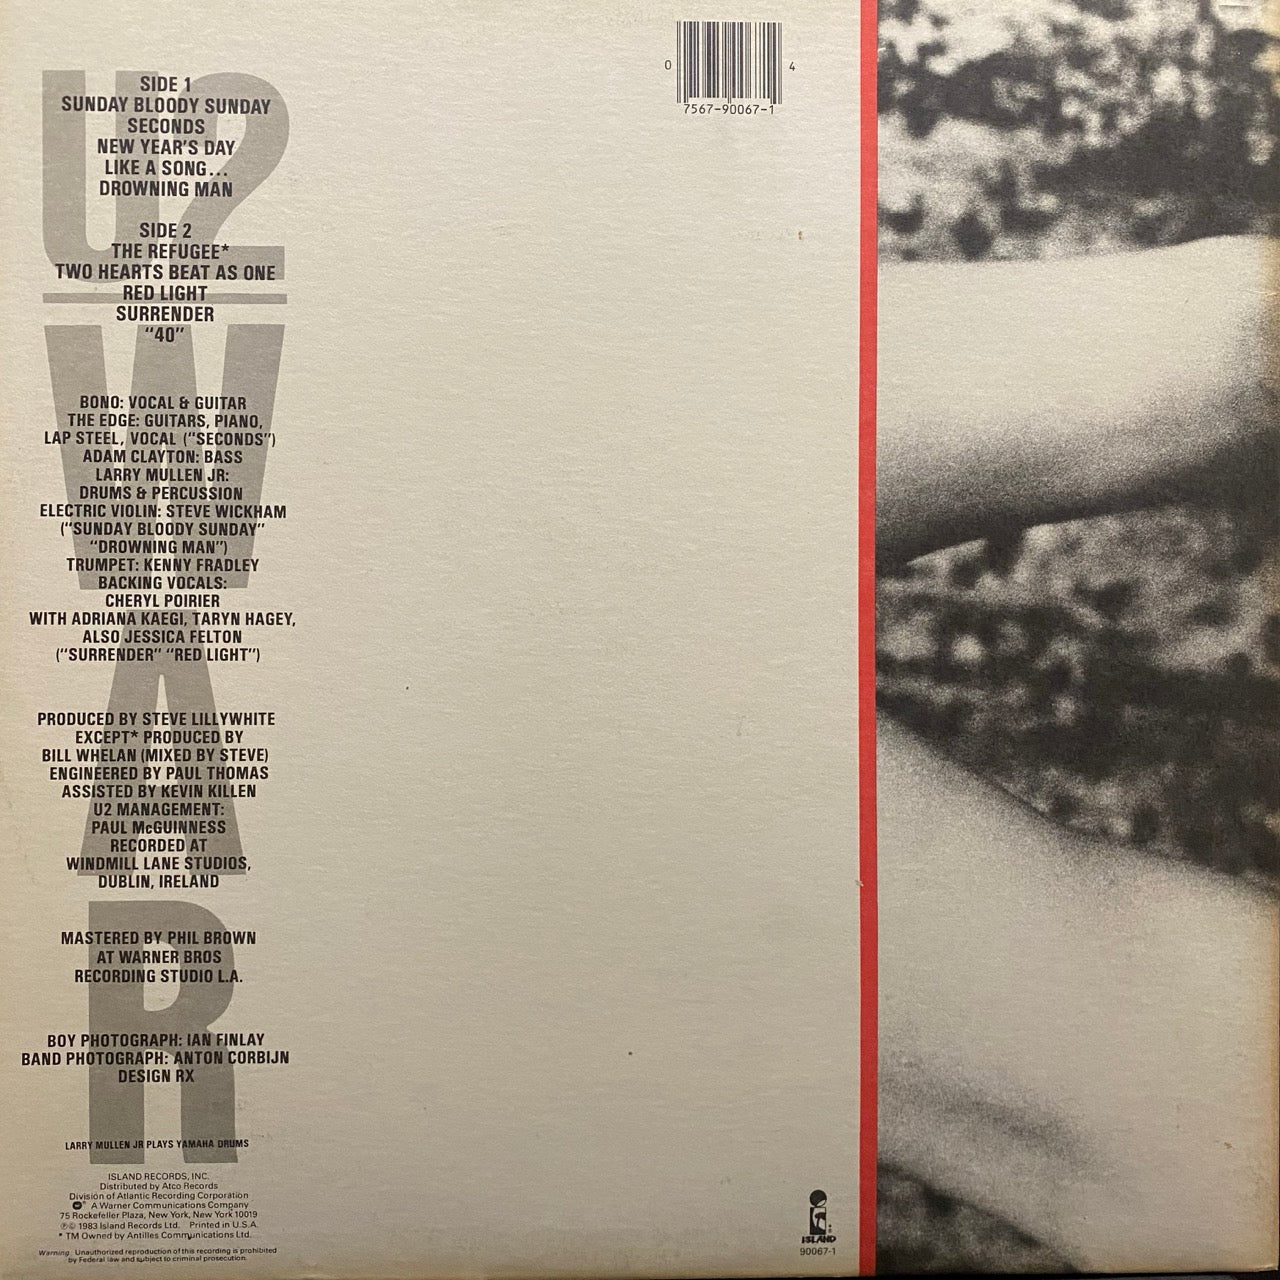 U2
WAR
SIDE 1
SUNDAY BLOODY SUNDAY
SECONDS
NEW YEAR'S DAY
LIKE A SONG...
DROWNING MAN
SIDE 2
THE REFUGEE*
TWO HEARTS BEAT AS ONE
RED LIGHT
SURRENDER
"40"
BONO: VOCAL & GUITAR
THE EDGE: GUITARS, PIANO,
LAP STEEL, VOCAL ("SECONDS")
ADAM CLAYTON: BASS
LARRY MULLEN JR:
DRUMS & PERCUSSION
ELECTRIC VIOLIN: STEVE WICKHAM
("SUNDAY BLOODY SUNDAY"
"DROWNING MAN")
TRUMPET: KENNY FRADLEY
BACKING VOCALS:
CHERYL POIRIER
WITH ADRIANA KAEGI, TARYN HAGEY,
ALSO JESSICA FELTON
("SURRENDER" "RED LIGHT")
PRODUCED BY STEVE LILLYWHITE
EXCEPT* PRODUCED BY
BILL WHELAN (MIXED BY STEVE)
ENGINEERED BY PAUL THOMAS
ASSISTED BY KEVIN KILLEN
U2 MANAGEMENT:
PAUL McGUINNESS
RECORDED AT
WINDMILL LANE STUDIOS,
DUBLIN, IRELAND
MASTERED BY PHIL BROWN
AT WARNER BROS
RECORDING STUDIO L.A.
BOY PHOTOGRAPH: IAN FINLAY
BAND PHOTOGRAPH: ANTON CORBIJN
DESIGN RX
LARRY MULLEN JR PLAYS YAMAHA DRUMS
ISLAND RECORDS, INC.
Distributed by Atco Records
Division of Atlantic Recording Corporation
A Warner Communications Company
75 Rockefeller Plaza, New York, New York 10019
℗© 1983 Island Records Ltd. Printed in U.S.A.
* TM Owned by Antilles Communications Ltd.
Warning: Unauthorized reproduction of this recording is prohibited
by Federal law and subject to criminal prosecution.
0 4
7567-90067-1
ISLAND
90067-1